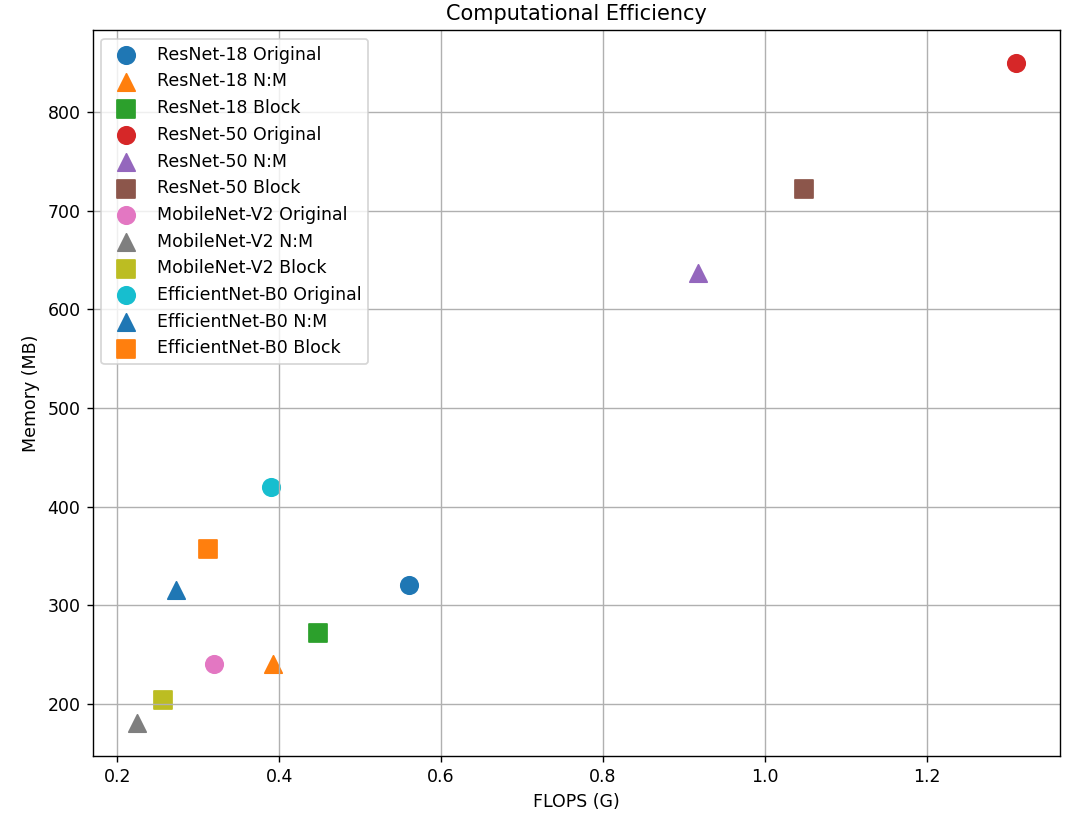 Computational Efficiency
ResNet-18 Original
ResNet-18 N:M
ResNet-18 Block
ResNet-50 Original
ResNet-50 N:M
ResNet-50 Block
MobileNet-V2 Original
MobileNet-V2 N:M
MobileNet-V2 Block
EfficientNet-B0 Original
EfficientNet-B0 N:M
EfficientNet-B0 Block
Memory (MB)
800
700
600
500
400
300
200
0.2 0.4 0.6 0.8 1.0 1.2
FLOPS (G)